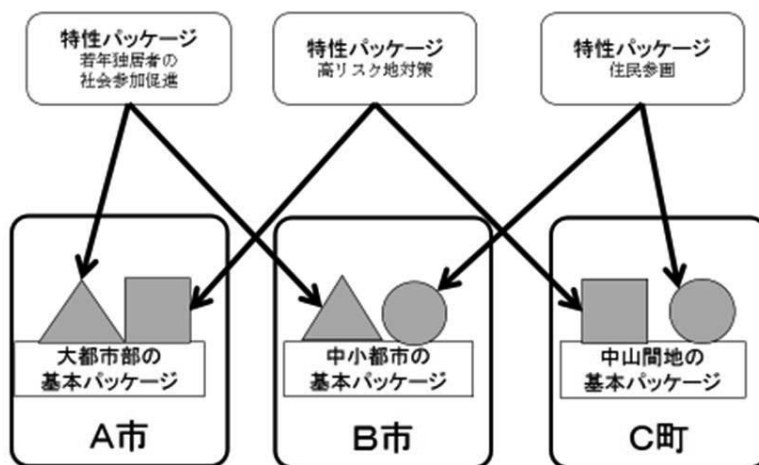 特性パッケージ
若年独居者の
社会参加促進
特性パッケージ
高リスク地対策
特性パッケージ
住民参画
大都市部の
基本パッケージ
A市
中小都市の
基本パッケージ
B市
中山間地の
基本パッケージ
C町